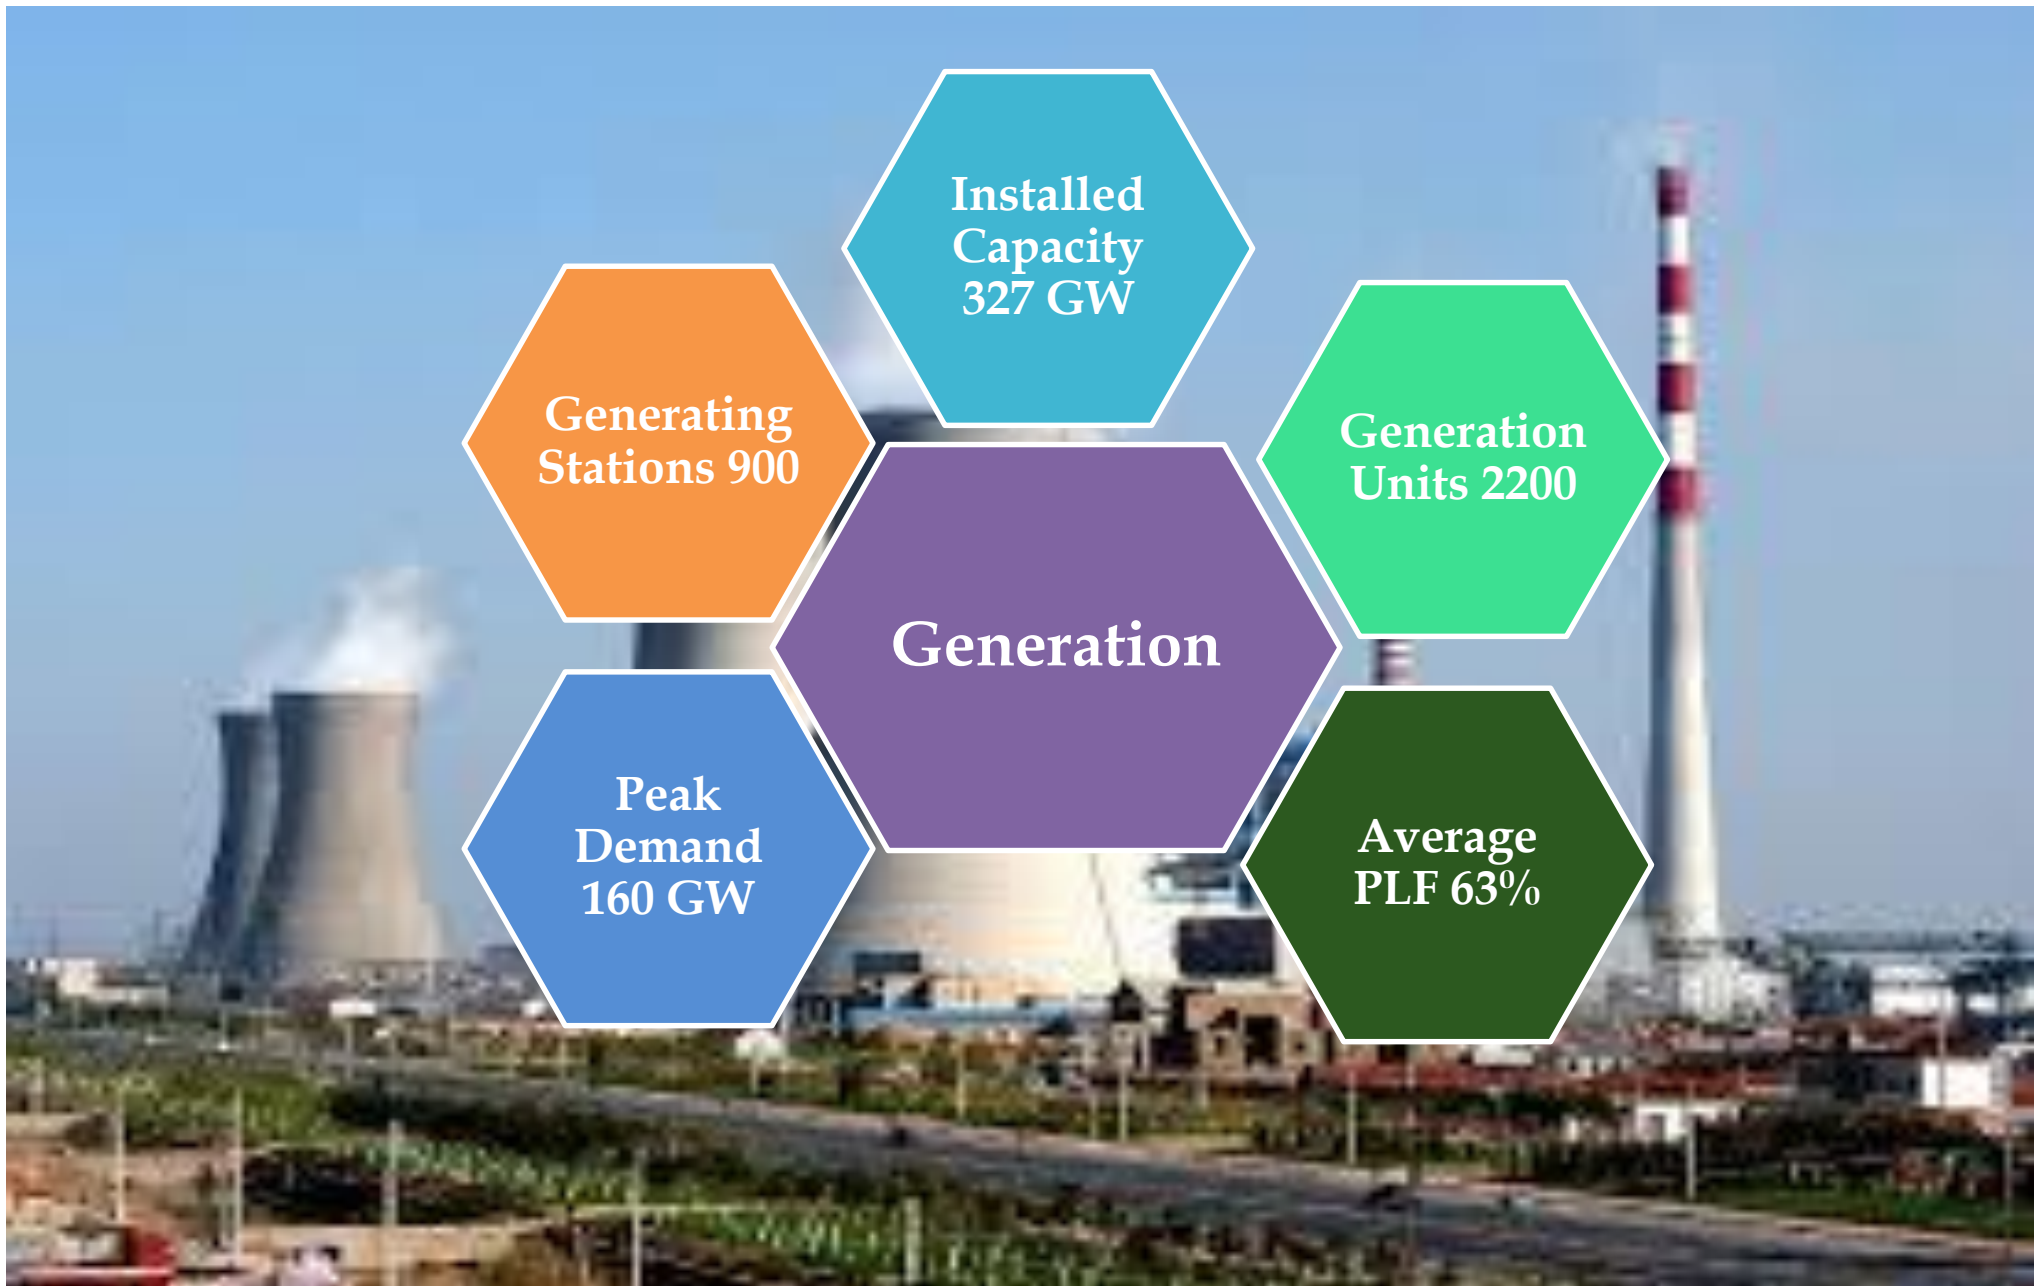 Installed
Capacity
327 GW
Generating
Stations 900
Generation
Units 2200
Generation
Peak
Demand
160 GW
Average
PLF 63%